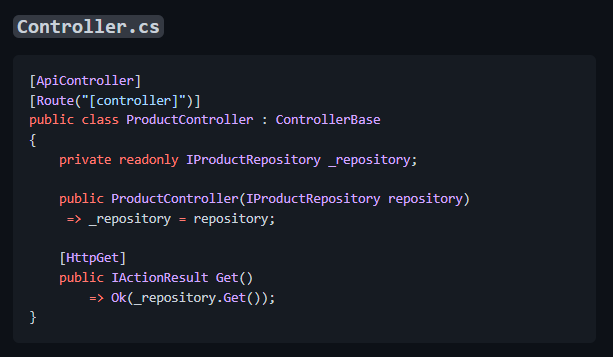 Controller.cs
[ApiController]
[Route("[controller]")]
public class ProductController : ControllerBase
{
    private readonly IProductRepository _repository;
    public ProductController(IProductRepository repository)
     => _repository = repository;
    [HttpGet]
    public IActionResult Get()
        => Ok(_repository.Get());
}